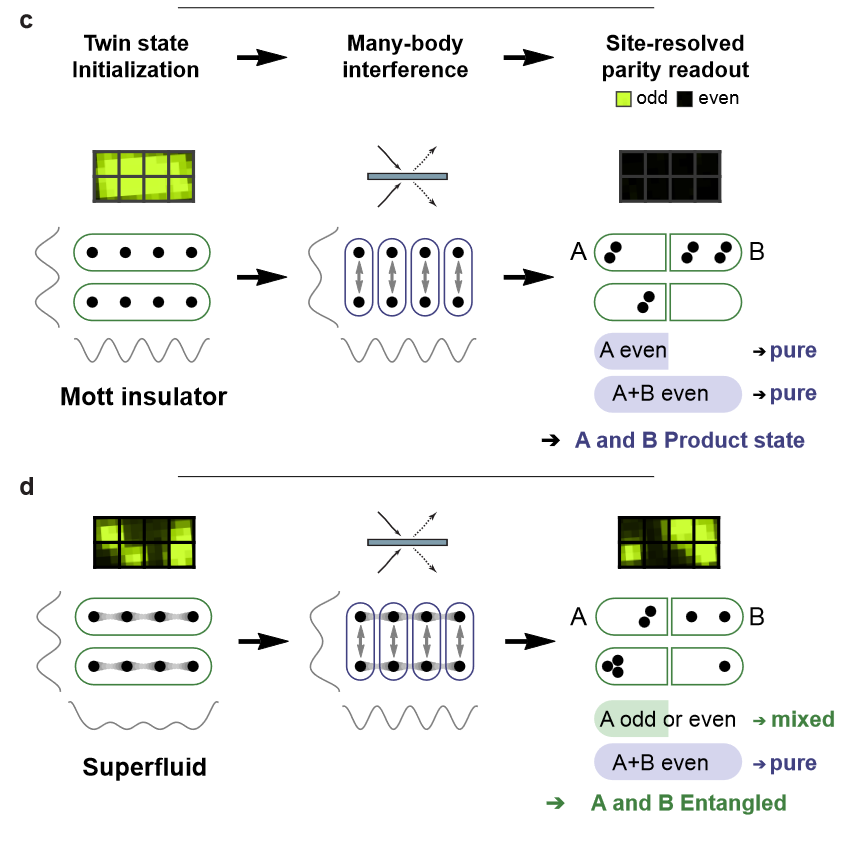 c
Twin state
Initialization
Many-body
interference
Site-resolved
parity readout
odd even
A B
A even ➔ pure
A+B even ➔ pure
Mott insulator
➔ A and B Product state
d
A B
A odd or even ➔ mixed
A+B even ➔ pure
Superfluid
➔ A and B Entangled